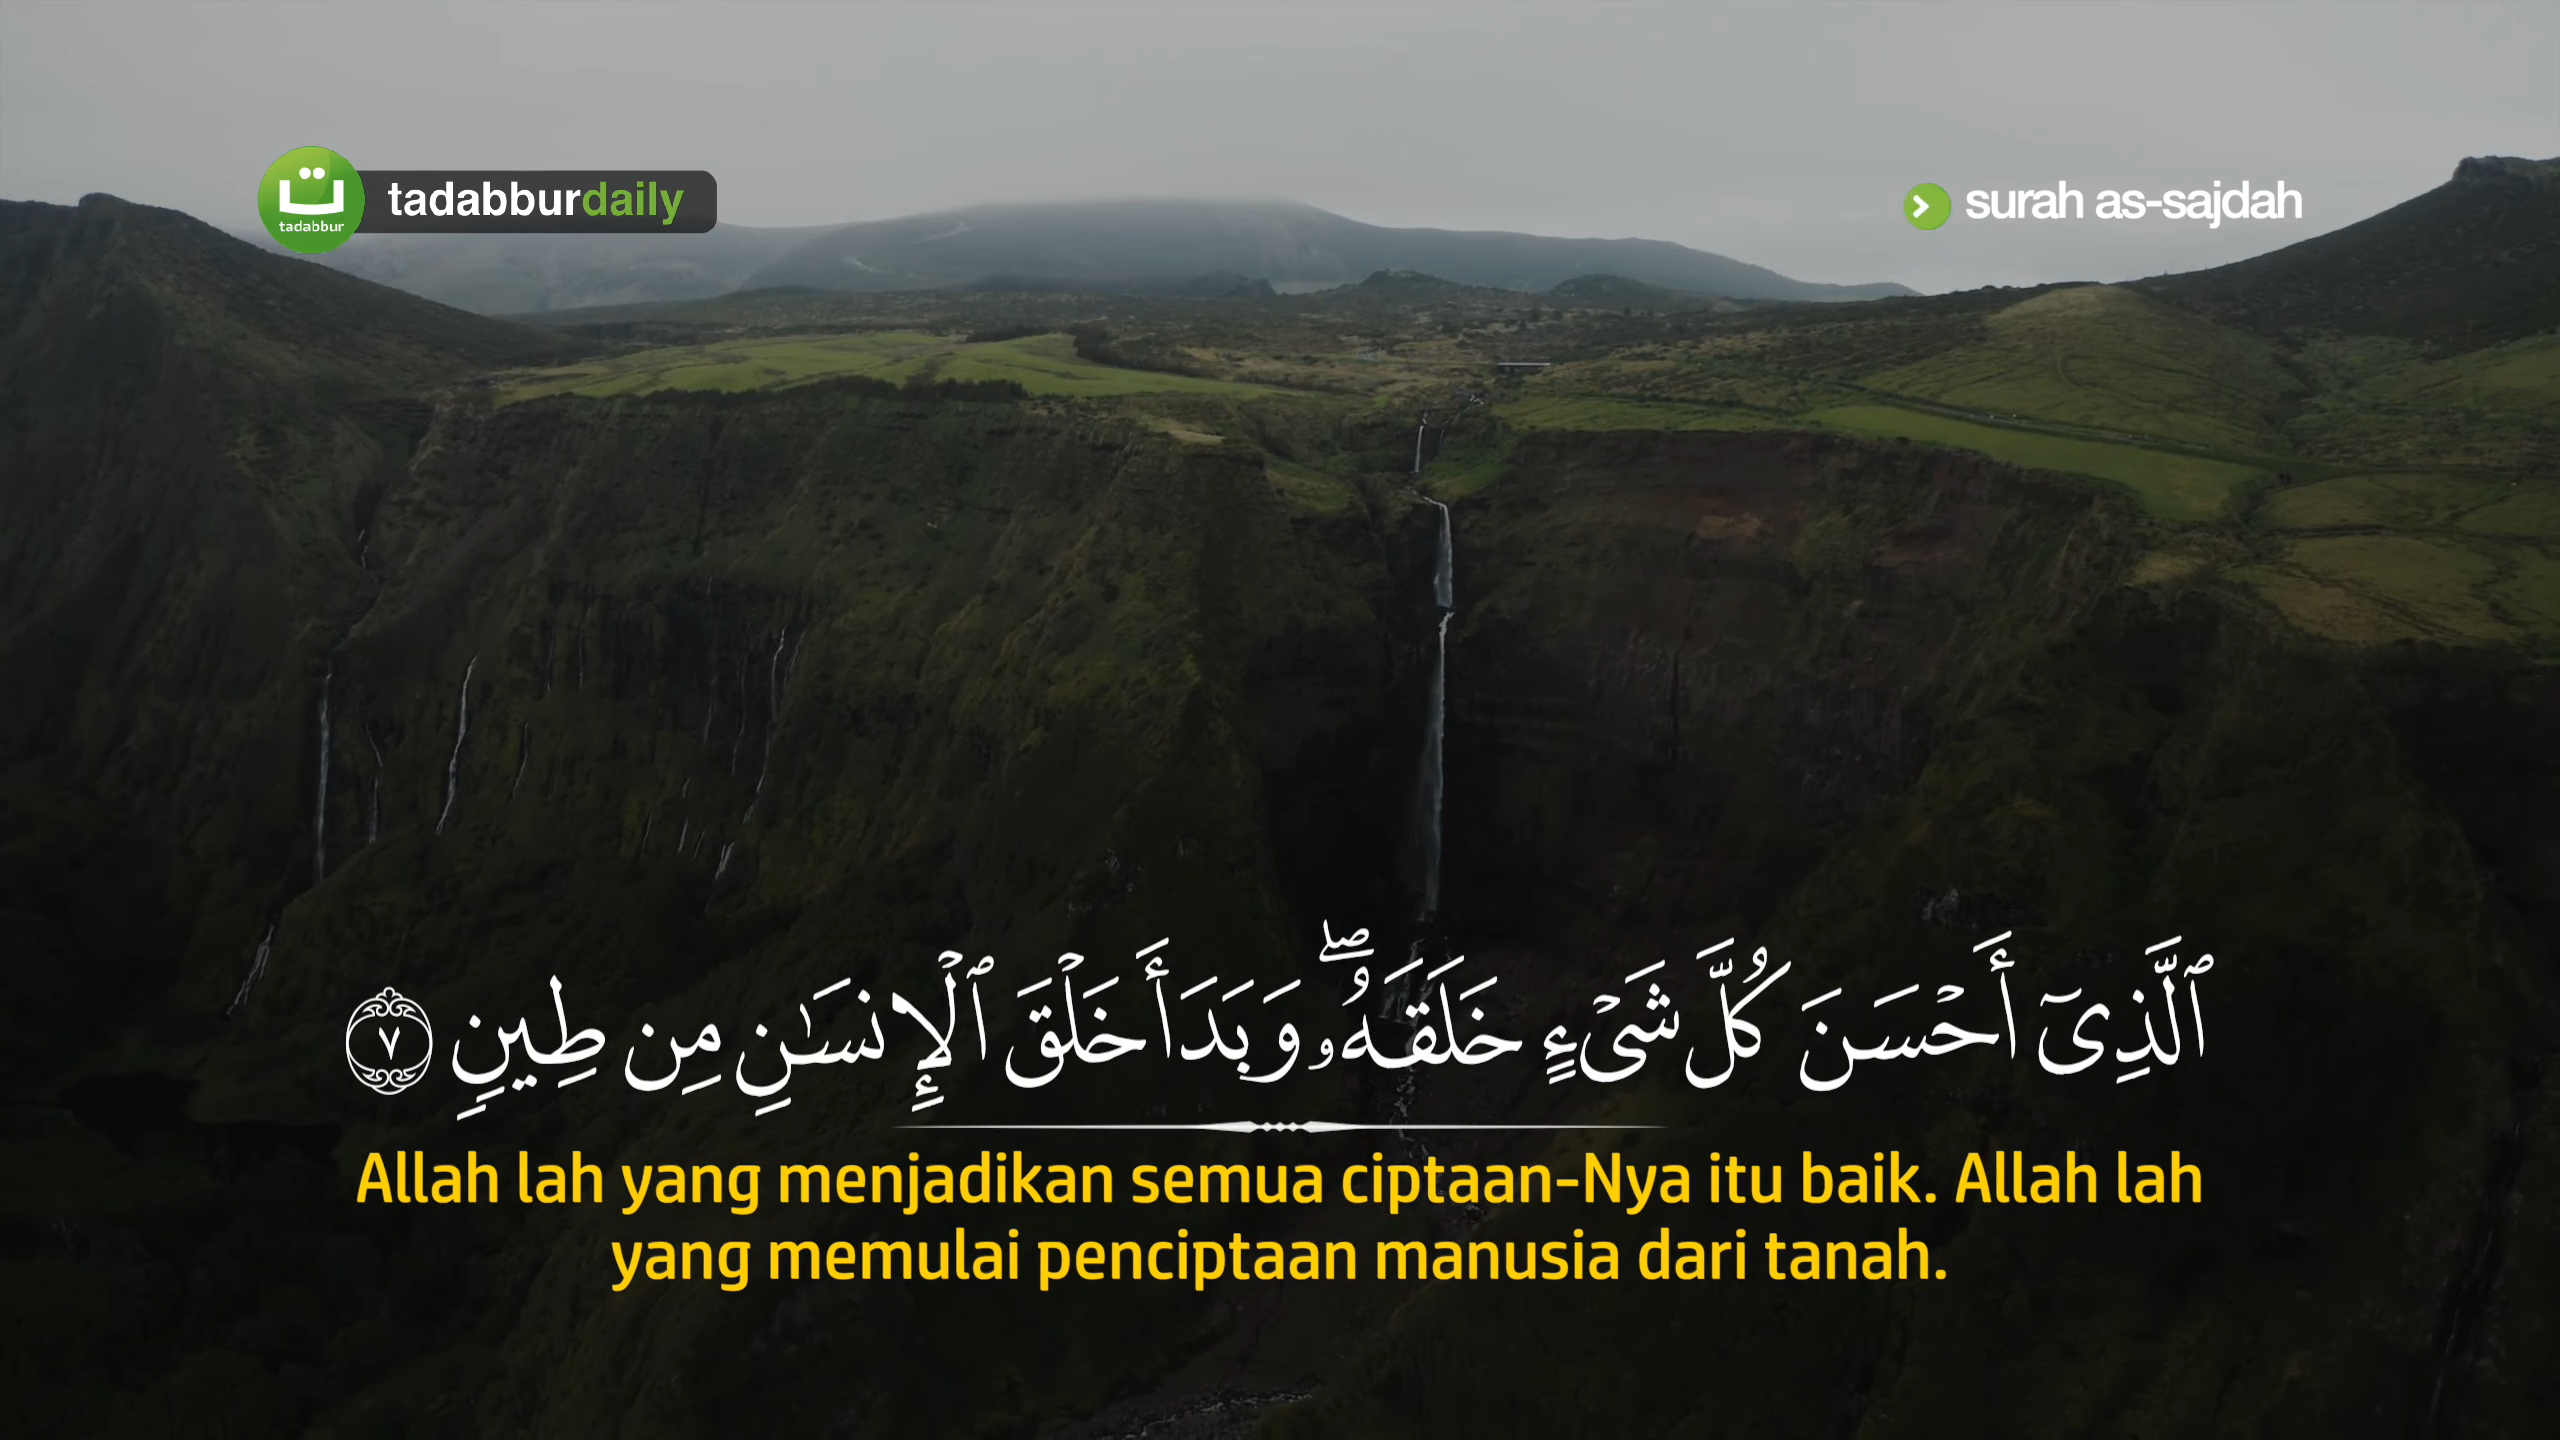 ت
tadabbur
tadabburdaily
surah as-sajdah
ٱلَّذِىٓ أَحْسَنَ كُلَّ شَىْءٍ خَلَقَهُۥ ۖ وَبَدَأَ خَلْقَ ٱلْإِنسَـٰنِ مِن طِينٍ ٧
Allah lah yang menjadikan semua ciptaan-Nya itu baik. Allah lah
yang memulai penciptaan manusia dari tanah.